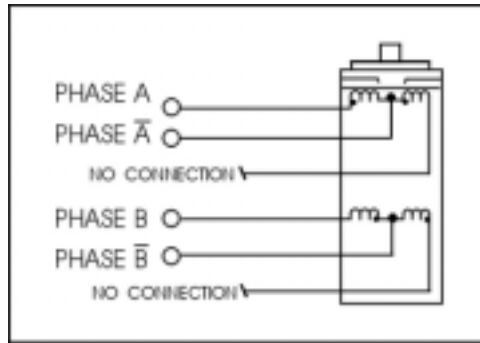 PHASE A
PHASE A̅
NO CONNECTION
PHASE B
PHASE B̅
NO CONNECTION